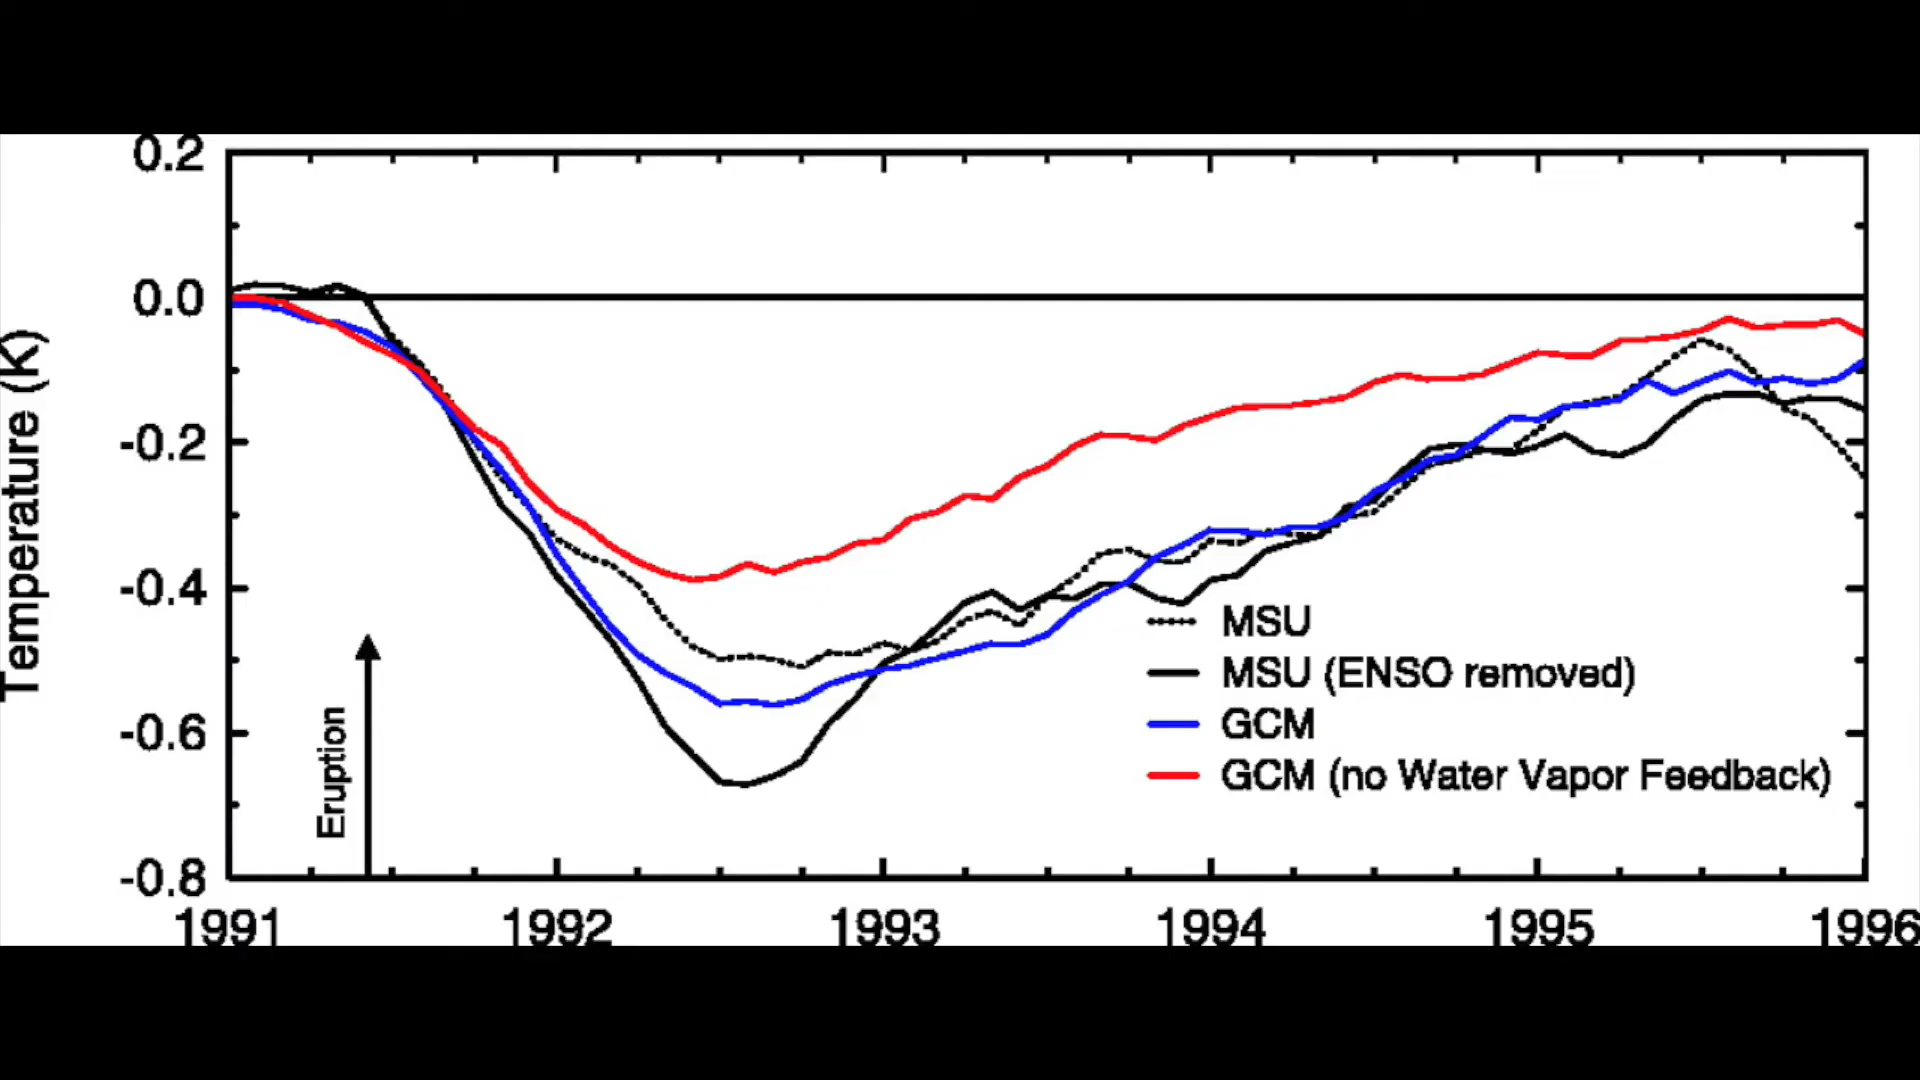 0.2
0.0
-0.2
-0.4
-0.6
-0.8
Temperature (K)
Eruption
MSU
MSU (ENSO removed)
GCM
GCM (no Water Vapor Feedback)
1991 1992 1993 1994 1995 1996